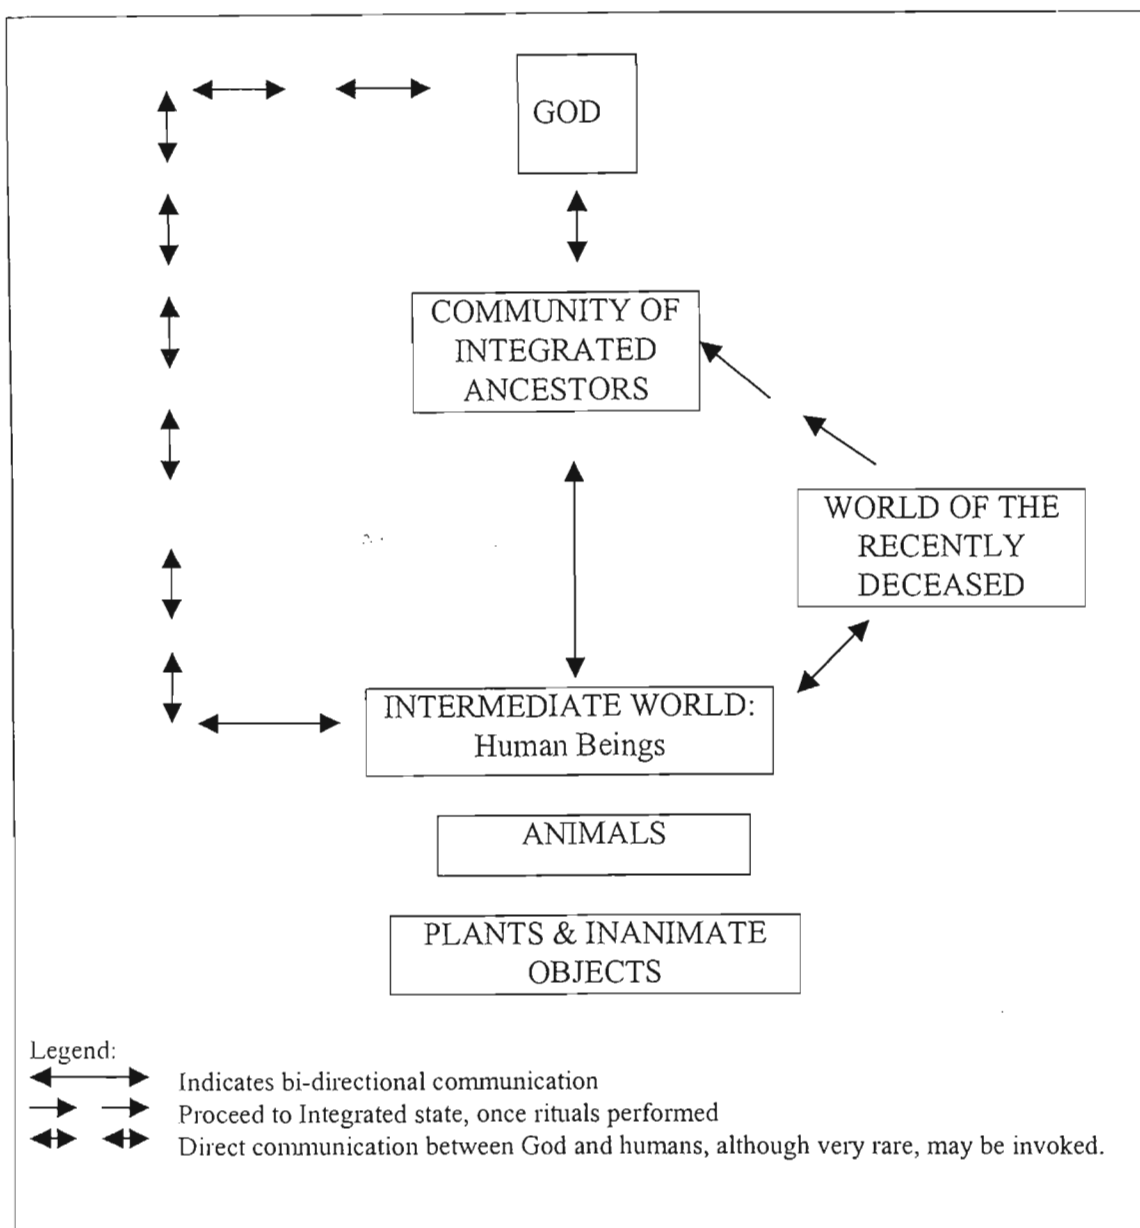 GOD
COMMUNITY OF
INTEGRATED
ANCESTORS
WORLD OF THE
RECENTLY
DECEASED
INTERMEDIATE WORLD:
Human Beings
ANIMALS
PLANTS & INANIMATE
OBJECTS
Legend:
Indicates bi-directional communication
Proceed to Integrated state, once rituals performed
Direct communication between God and humans, although very rare, may be invoked.